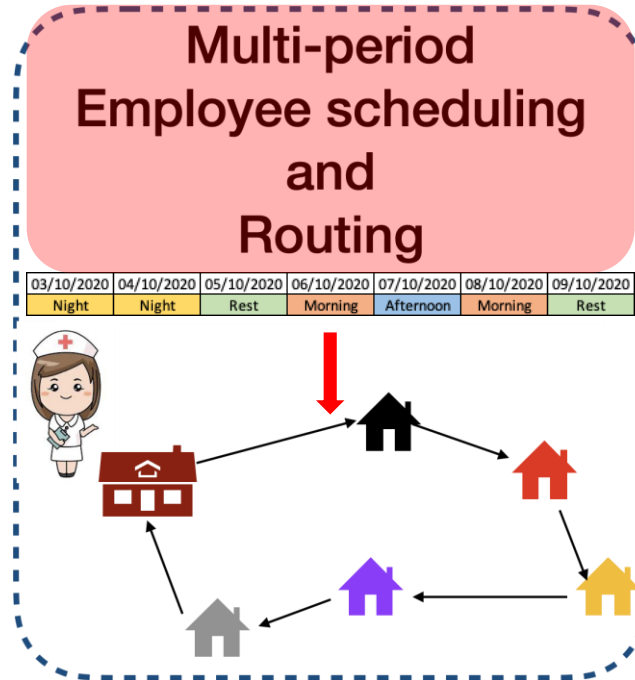 Multi-period
Employee scheduling
and
Routing
03/10/2020 04/10/2020 05/10/2020 06/10/2020 07/10/2020 08/10/2020 09/10/2020
Night Night Rest Morning Afternoon Morning Rest